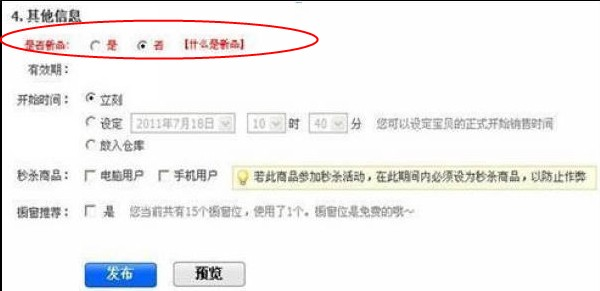 4. 其他信息
是否新品: 是 否 【什么是新品】
有效期:
开始时间: 立刻
设定 2011年7月18日 10 时 40 分 您可以设定宝贝的正式开始销售时间
放入仓库
秒杀商品: 电脑用户 手机用户 若此商品参加秒杀活动，在此期间内必须设为秒杀商品，以防止作弊
橱窗推荐: 是 您当前共有15个橱窗位，使用了1个。橱窗位是免费的哦～
发布 预览